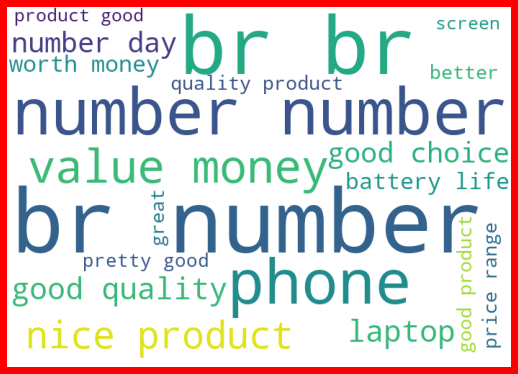 product good
number day
br br
screen
worth money
quality product
better
number number
value money
good choice
battery life
br number
great
pretty good
phone
good quality
good product
price range
nice product
laptop